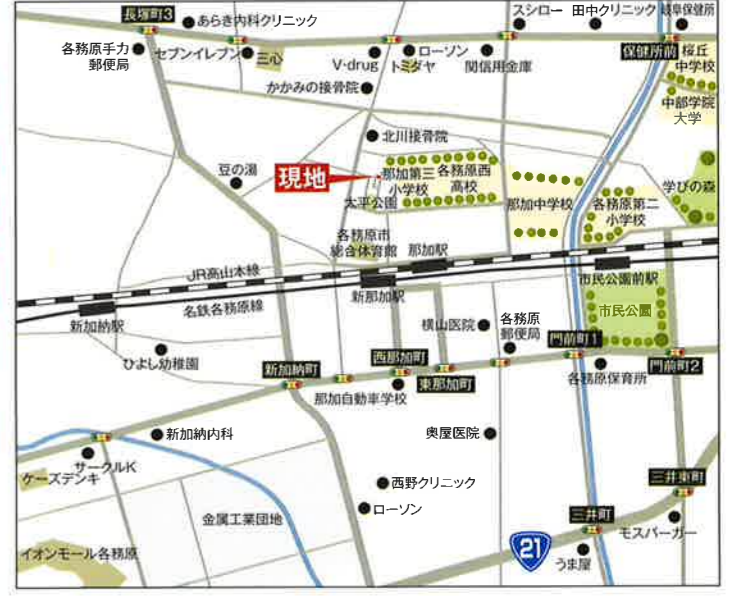 スシロー 田中クリニック 岐阜保健所
長塚町3
あらき内科クリニック
各務原手力
郵便局
セブンイレブン
三心
V・drug
ローソン
トミダヤ
関信用金庫
保健所前
桜丘
中学校
かかみの接骨院
中部学院
大学
北川接骨院
豆の湯
現地
那加第三
小学校
各務原西
高校
太平公園
那加中学校
各務原第二
小学校
学びの森
各務原市
総合体育館
那加駅
JR高山本線
名鉄各務原線
新加納駅
新那加駅
市民公園前駅
市民公園
横山医院
各務原
郵便局
門前町1
ひよし幼稚園
新加納町
西那加町
東那加町
門前町2
各務原保育所
那加自動車学校
新加納内科
奥屋医院
サークルK
ケーズデンキ
西野クリニック
ローソン
金属工業団地
三井東町
三井町
モスバーガー
イオンモール各務原
21
うま屋